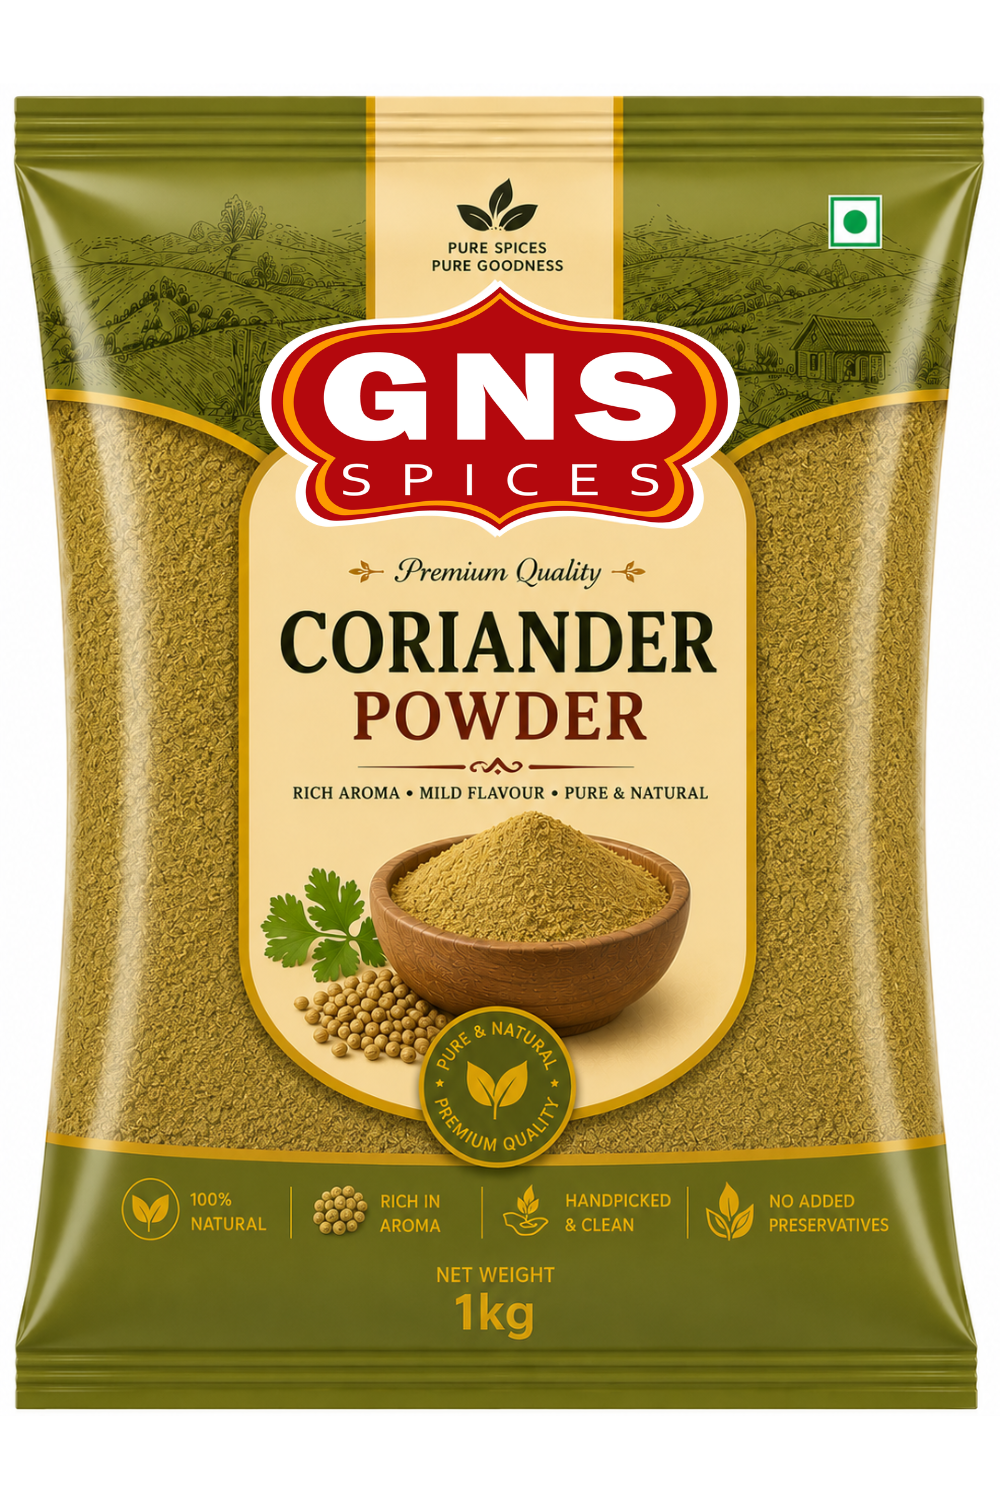 PURE SPICES
PURE GOODNESS
GNS
SPICES
Premium Quality
CORIANDER
POWDER
RICH AROMA • MILD FLAVOUR • PURE & NATURAL
PURE & NATURAL
PREMIUM QUALITY
100%
NATURAL
RICH IN
AROMA
HANDPICKED
& CLEAN
NO ADDED
PRESERVATIVES
NET WEIGHT
1kg